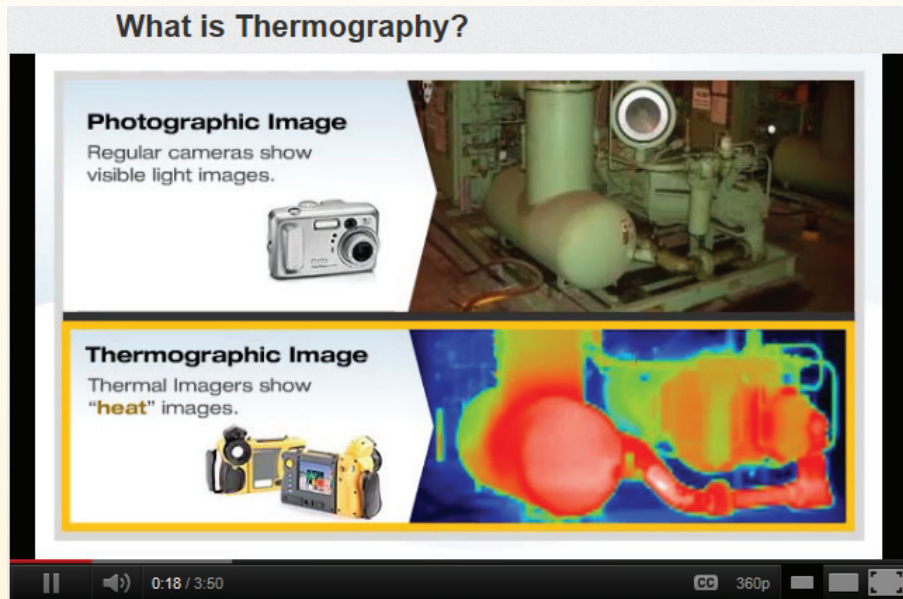 What is Thermography?
Photographic Image
Regular cameras show
visible light images.
Thermographic Image
Thermal Imagers show
“heat” images.
0:18 / 3:50
CC
360p